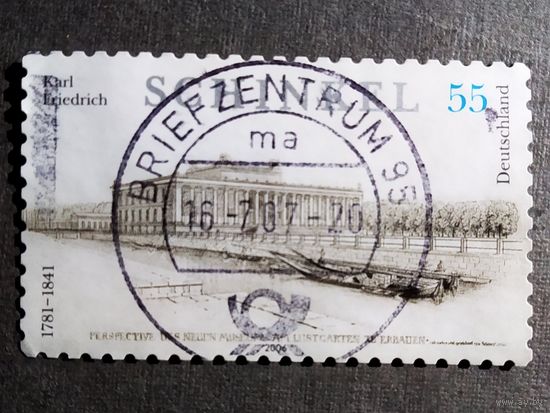 Karl
Friedrich
SCHINKEL
55
Deutschland
1781–1841
BRIEFZENTRUM 95
ma
16.-7.07-20
PERSPECTIVE DES NEUEN MUSEUMS AM LUSTGARTEN ZU ERBAUEN
2006